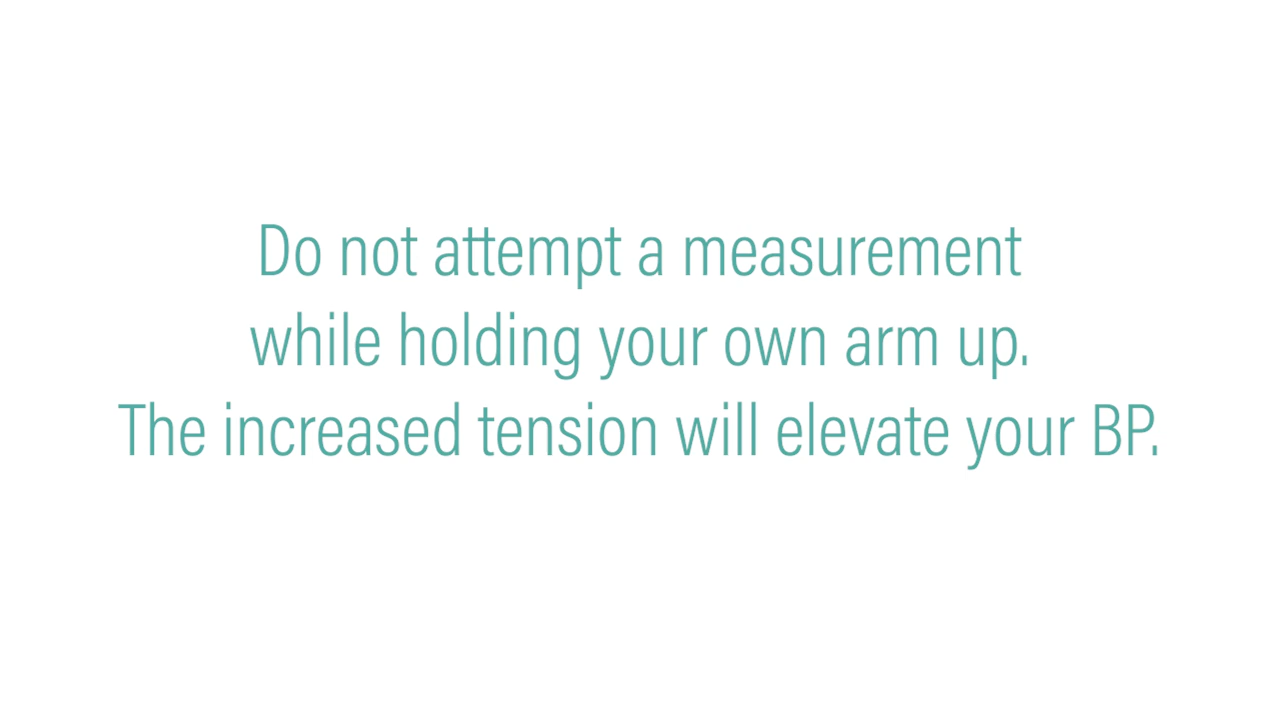 Do not attempt a measurement
while holding your own arm up.
The increased tension will elevate your BP.